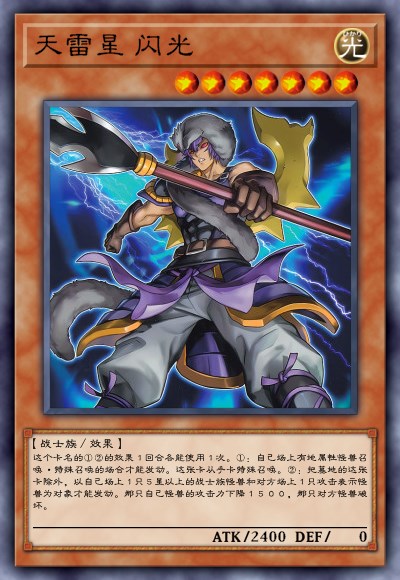 天雷星 闪光
ひかり
光
【战士族／效果】
这个卡名的①②的效果1回合各能使用1次。①：自己场上有地属性怪兽召
唤·特殊召唤的场合才能发动。这张卡从手卡特殊召唤。②：把墓地的这张
卡除外，以自己场上1只5星以上的战士族怪兽和对方场上1只攻击表示怪
兽为对象才能发动。那只自己怪兽的攻击力下降1500，那只对方怪兽破
坏。
ATK/2400 DEF/ 0